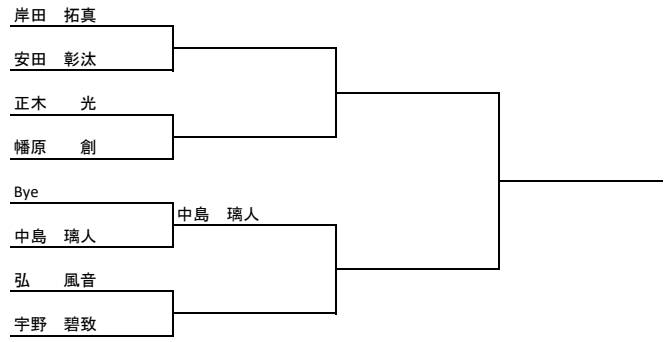 岸田　拓真
安田　彰汰
正木　　光
幡原　　創
Bye
中島　璃人
中島　璃人
弘　　風音
宇野　碧致